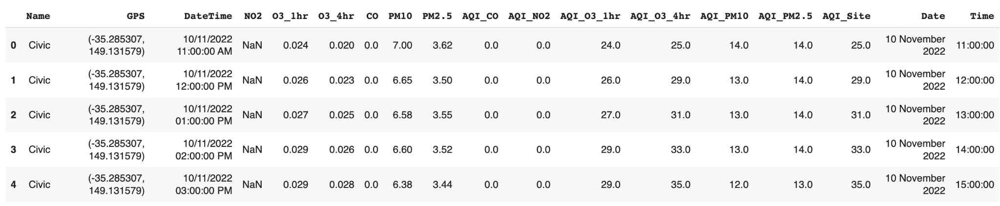 Name GPS DateTime NO2 O3_1hr O3_4hr CO PM10 PM2.5 AQI_CO AQI_NO2 AQI_O3_1hr AQI_O3_4hr AQI_PM10 AQI_PM2.5 AQI_Site Date Time
(-35.285307, 10/11/2022 10 November
0 Civic NaN 0.024 0.020 0.0 7.00 3.62 0.0 0.0 24.0 25.0 14.0 14.0 25.0 11:00:00
149.131579) 11:00:00 AM 2022
(-35.285307, 10/11/2022 10 November
1 Civic NaN 0.026 0.023 0.0 6.65 3.50 0.0 0.0 26.0 29.0 13.0 14.0 29.0 12:00:00
149.131579) 12:00:00 PM 2022
(-35.285307, 10/11/2022 10 November
2 Civic NaN 0.027 0.025 0.0 6.58 3.55 0.0 0.0 27.0 31.0 13.0 14.0 31.0 13:00:00
149.131579) 01:00:00 PM 2022
(-35.285307, 10/11/2022 10 November
3 Civic NaN 0.029 0.026 0.0 6.60 3.52 0.0 0.0 29.0 33.0 13.0 14.0 33.0 14:00:00
149.131579) 02:00:00 PM 2022
(-35.285307, 10/11/2022 10 November
4 Civic NaN 0.029 0.028 0.0 6.38 3.44 0.0 0.0 29.0 35.0 12.0 13.0 35.0 15:00:00
149.131579) 03:00:00 PM 2022